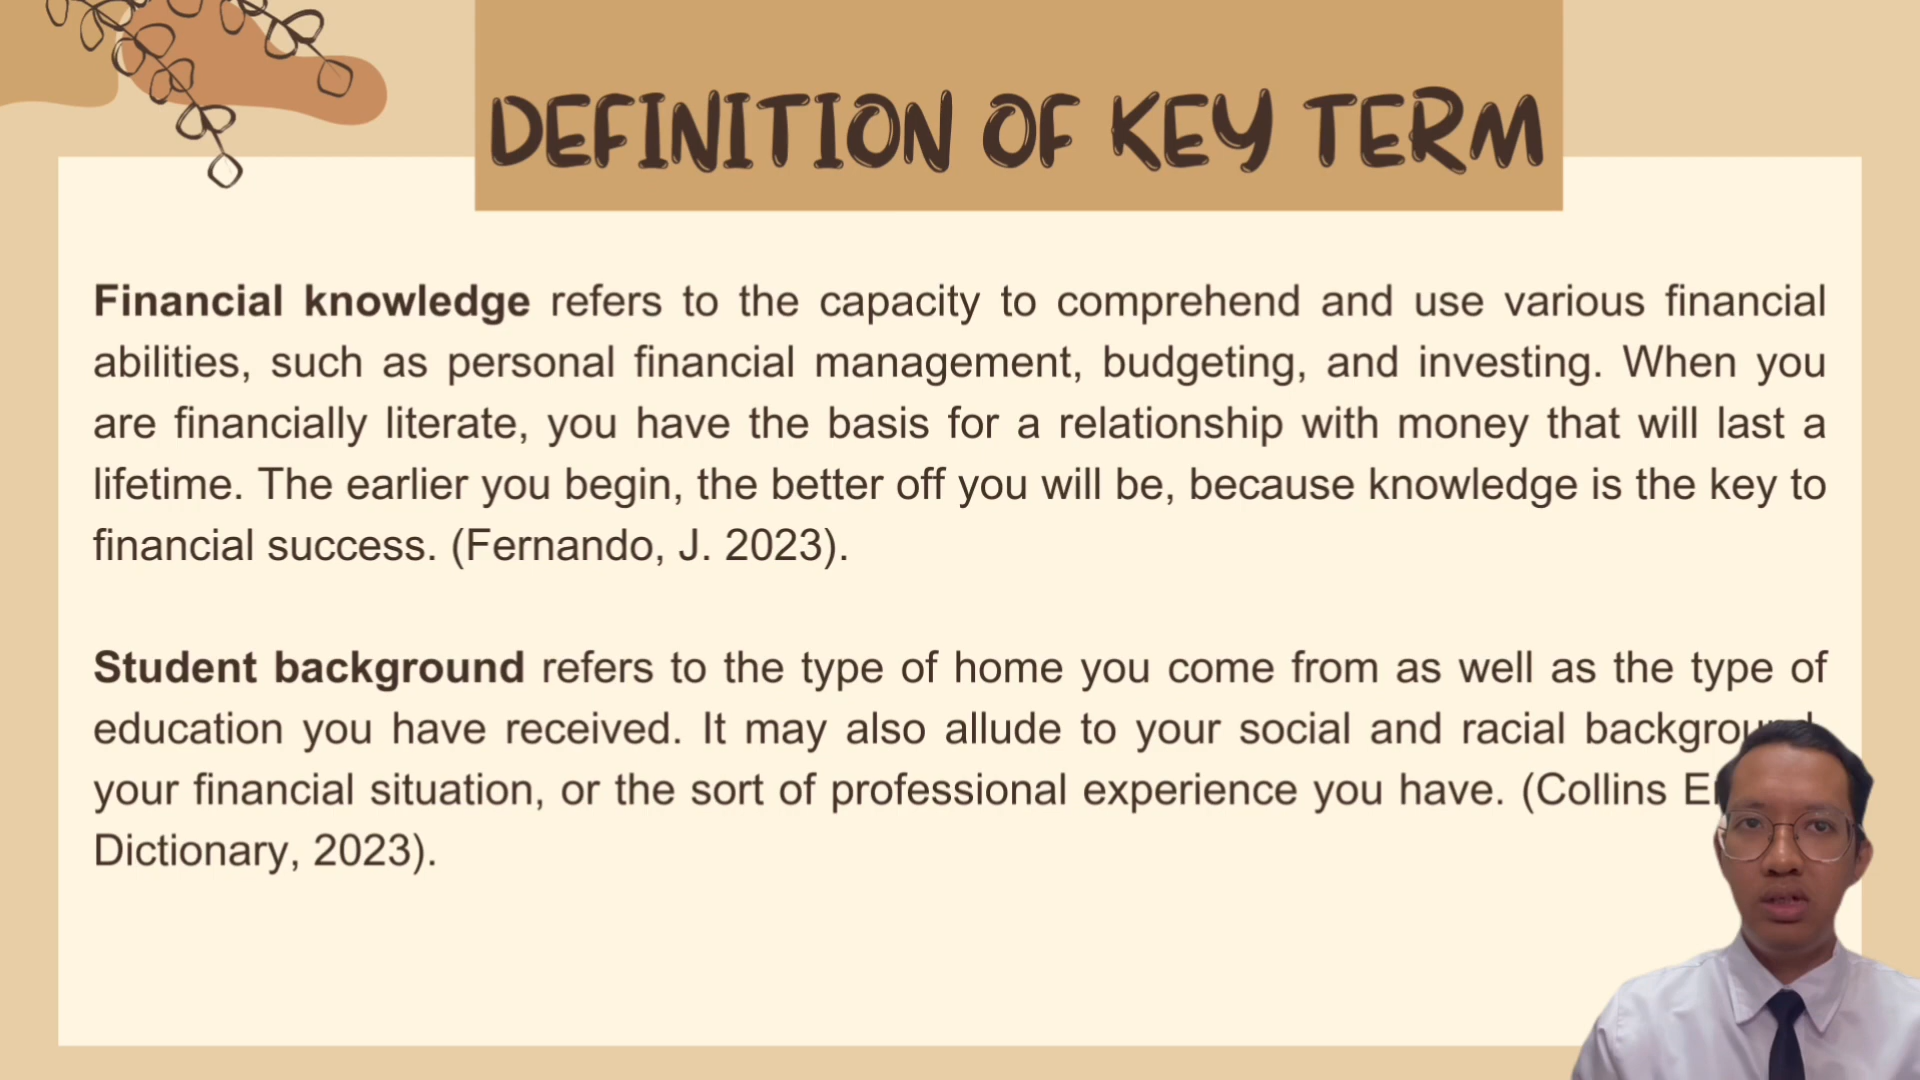 DEFINITION OF KEY TERM
Financial knowledge refers to the capacity to comprehend and use various financial
abilities, such as personal financial management, budgeting, and investing. When you
are financially literate, you have the basis for a relationship with money that will last a
lifetime. The earlier you begin, the better off you will be, because knowledge is the key to
financial success. (Fernando, J. 2023).
Student background refers to the type of home you come from as well as the type of
education you have received. It may also allude to your social and racial
your financial situation, or the sort of professional experience you have. (Collins
Dictionary, 2023).